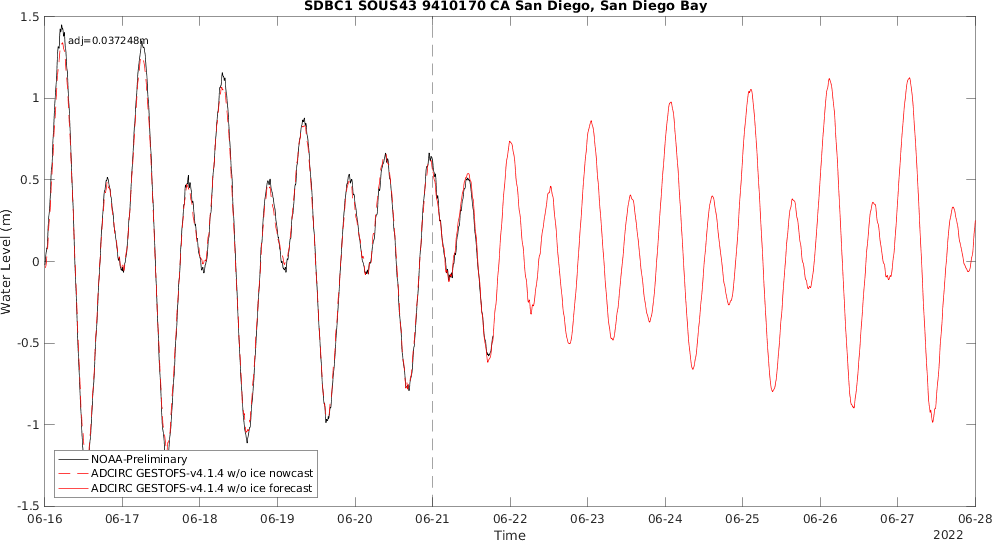 SDBC1 SOUS43 9410170 CA San Diego, San Diego Bay
adj=0.037248m
1.5
1
0.5
0
-0.5
-1
-1.5
Water Level (m)
NOAA-Preliminary
ADCIRC GESTOFS-v4.1.4 w/o ice nowcast
ADCIRC GESTOFS-v4.1.4 w/o ice forecast
06-16 06-17 06-18 06-19 06-20 06-21 06-22 06-23 06-24 06-25 06-26 06-27 06-28
Time
2022